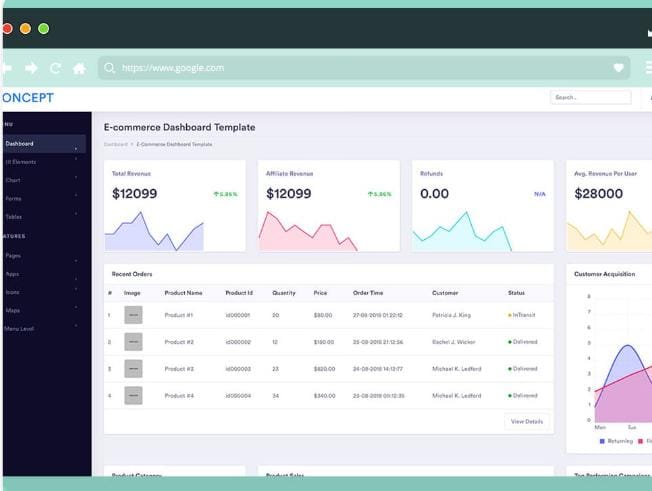 https://www.google.com
ONCEPT
Search..
NU
E-commerce Dashboard Template
Dashboard
Dashboard > E-Commerce Dashboard Template
UI Elements
Chart
Forms
Tables
ATURES
Pages
Apps
Icons
Maps
Menu Level
Total Revenue
$12099
5.86%
Affiliate Revenue
$12099
5.86%
Refunds
0.00
N/A
Avg. Revenue Per User
$28000
Recent Orders
# Image Product Name Product Id Quantity Price Order Time Customer Status
1 Product #1 id000001 20 $80.00 27-08-2018 01:22:12 Patricia J. King InTransit
2 Product #2 id000002 12 $180.00 25-08-2018 21:12:56 Rachel J. Wicker Delivered
3 Product #3 id000003 23 $820.00 24-08-2018 14:12:77 Michael K. Ledford Delivered
4 Product #4 id000004 34 $340.00 23-08-2018 09:12:35 Michael K. Ledford Delivered
View Details
Customer Acquisition
8
7
6
5
4
3
2
1
0
Mon Tue
Returning
Product Category
Product Sales
Top Performing Campaigns